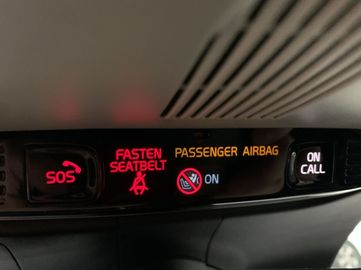 SOS
FASTEN
SEATBELT
PASSENGER AIRBAG
ON
ON
CALL